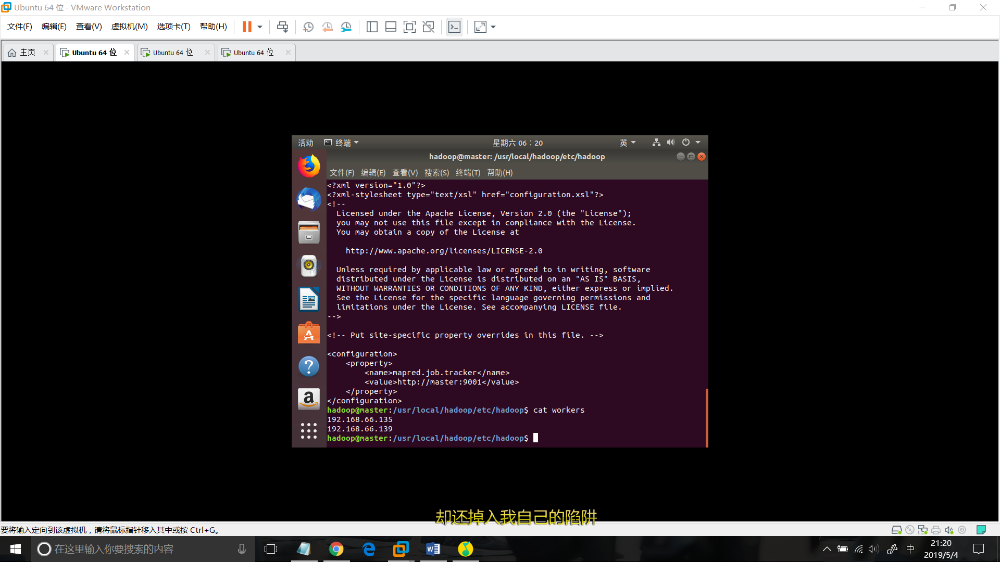 Ubuntu 64 位 - VMware Workstation
文件(F) 编辑(E) 查看(V) 虚拟机(M) 选项卡(T) 帮助(H)
主页 Ubuntu 64 位 Ubuntu 64 位 Ubuntu 64 位
活动 终端 星期六 06：20 英
hadoop@master: /usr/local/hadoop/etc/hadoop
文件(F) 编辑(E) 查看(V) 搜索(S) 终端(T) 帮助(H)
<?xml version="1.0"?>
<?xml-stylesheet type="text/xsl" href="configuration.xsl"?>
<!--
  Licensed under the Apache License, Version 2.0 (the "License");
  you may not use this file except in compliance with the License.
  You may obtain a copy of the License at
    http://www.apache.org/licenses/LICENSE-2.0
  Unless required by applicable law or agreed to in writing, software
  distributed under the License is distributed on an "AS IS" BASIS,
  WITHOUT WARRANTIES OR CONDITIONS OF ANY KIND, either express or implied.
  See the License for the specific language governing permissions and
  limitations under the License. See accompanying LICENSE file.
-->
<!-- Put site-specific property overrides in this file. -->
<configuration>
    <property>
        <name>mapred.job.tracker</name>
        <value>http://master:9001</value>
    </property>
</configuration>
hadoop@master:/usr/local/hadoop/etc/hadoop$ cat workers
192.168.66.135
192.168.66.139
hadoop@master:/usr/local/hadoop/etc/hadoop$
却还掉入我自己的陷阱
要将输入定向到该虚拟机，请将鼠标指针移入其中或按 Ctrl+G。
在这里输入你要搜索的内容
中
21:20
2019/5/4